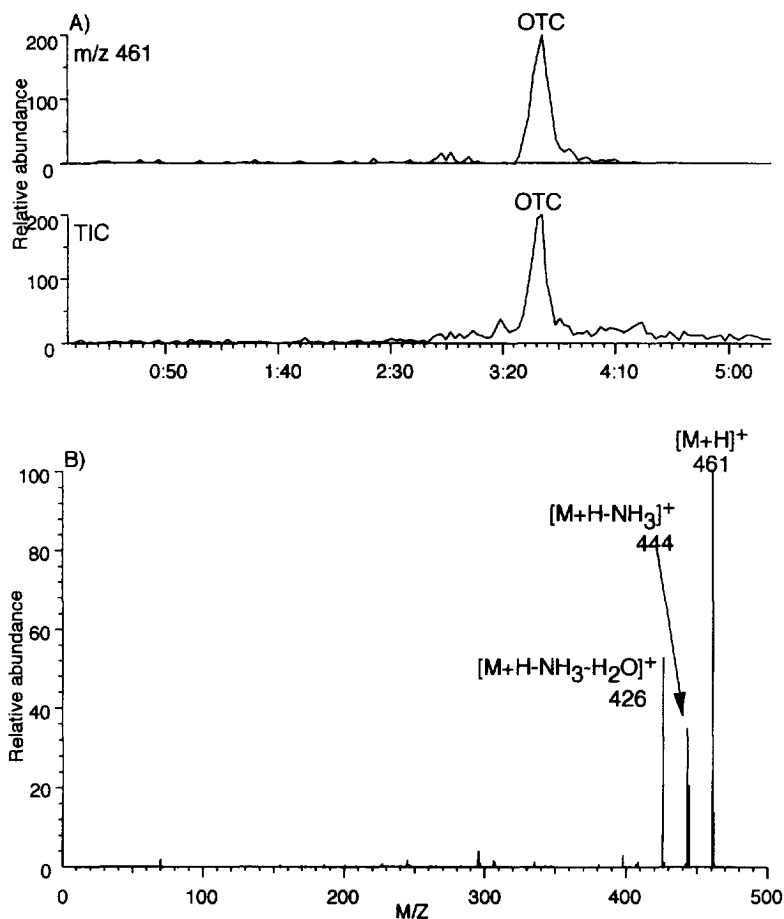 A)
m/z 461
OTC
200
100
0
Relative abundance
TIC
OTC
200
100
0
0:50 1:40 2:30 3:20 4:10 5:00
B)
[M+H]+
461
[M+H-NH3]+
444
[M+H-NH3-H2O]+
426
100
80
60
40
20
0
Relative abundance
0 100 200 300 400 500
M/Z